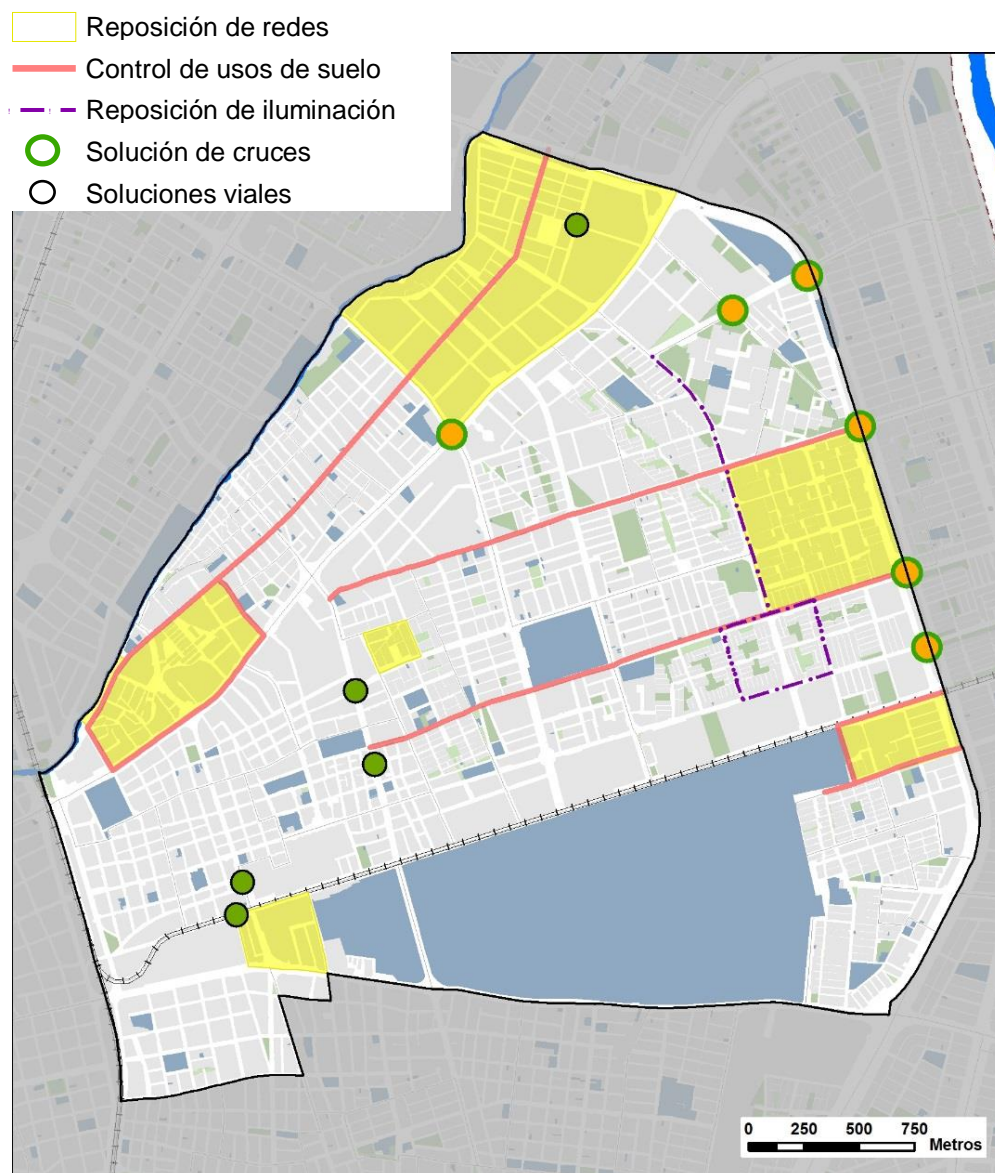 Reposición de redes
Control de usos de suelo
Reposición de iluminación
Solución de cruces
Soluciones viales
0 250 500 750
Metros